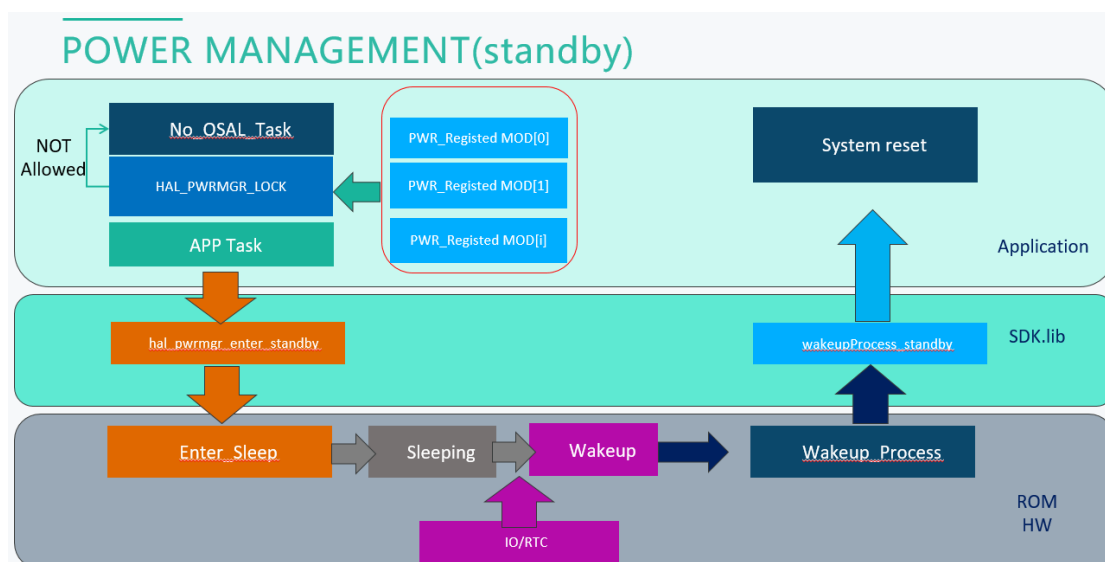 POWER MANAGEMENT(standby)
No_OSAL_Task
NOT
Allowed
HAL_PWRMGR_LOCK
APP Task
PWR_Registed MOD[0]
PWR_Registed MOD[1]
PWR_Registed MOD[i]
System reset
Application
hal_pwrmgr_enter_standby
wakeupProcess_standby
SDK.lib
Enter_Sleep
Sleeping
Wakeup
Wakeup_Process
IO/RTC
ROM
HW